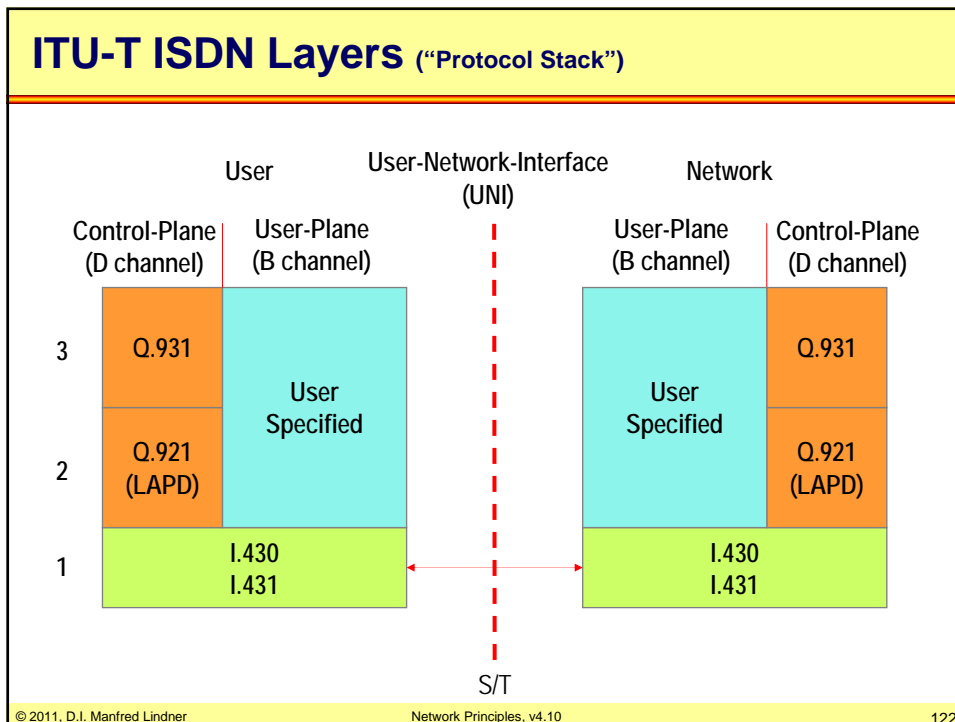 ITU-T ISDN Layers ("Protocol Stack")
User
User-Network-Interface
(UNI)
Network
Control-Plane
(D channel)
User-Plane
(B channel)
User-Plane
(B channel)
Control-Plane
(D channel)
3
Q.931
User
Specified
User
Specified
Q.931
2
Q.921
(LAPD)
Q.921
(LAPD)
1
I.430
I.431
I.430
I.431
S/T
© 2011, D.I. Manfred Lindner
Network Principles, v4.10
122